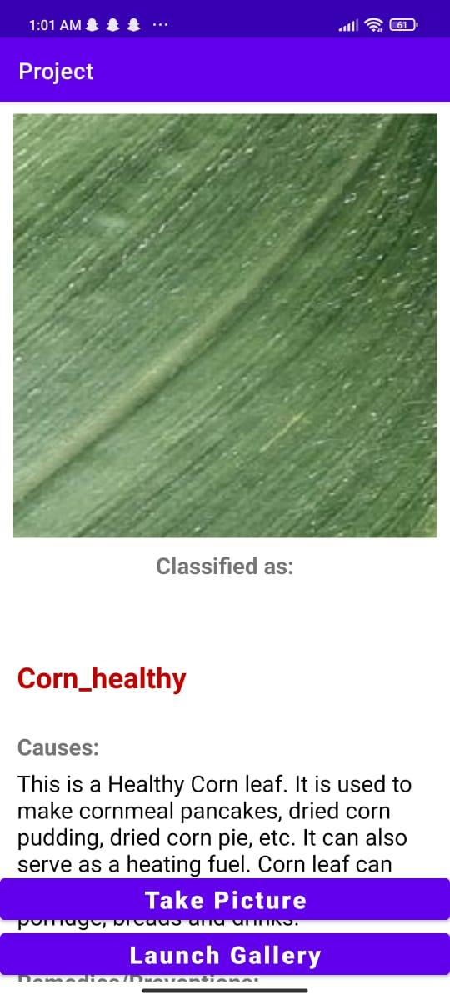 1:01 AM
61
Project
Classified as:
Corn_healthy
Causes:
This is a Healthy Corn leaf. It is used to
make cornmeal pancakes, dried corn
pudding, dried corn pie, etc. It can also
serve as a heating fuel. Corn leaf can
Take Picture
porridge, breads and drinks.
Launch Gallery
Remedies/Preventions: